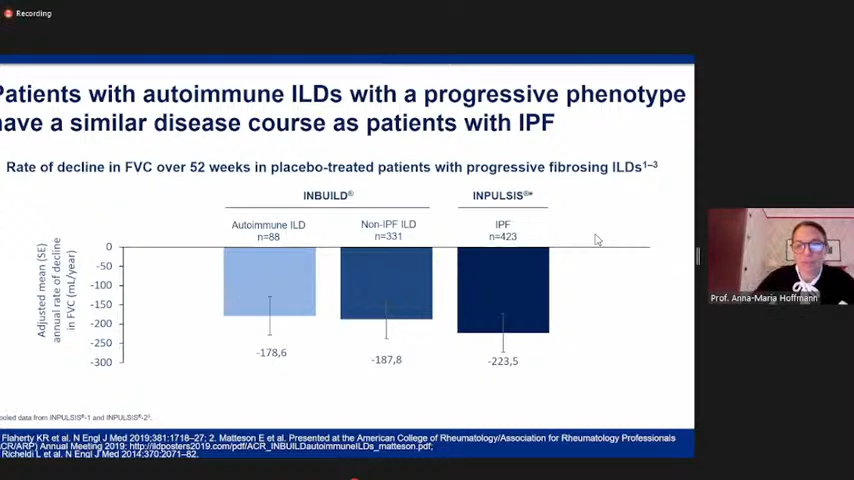 Recording
Patients with autoimmune ILDs with a progressive phenotype
have a similar disease course as patients with IPF
Rate of decline in FVC over 52 weeks in placebo-treated patients with progressive fibrosing ILDs1–3
INBUILD®
INPULSIS®*
Autoimmune ILD
n=88
Non-IPF ILD
n=331
IPF
n=423
Adjusted mean (SE)
annual rate of decline
in FVC (mL/year)
0
-50
-100
-150
-200
-250
-300
-178,6
-187,8
-223,5
Prof. Anna-Maria Hoffmann
ooled data from INPULSIS®-1 and INPULSIS®-2³.
Flaherty KR et al. N Engl J Med 2019;381:1718–27; 2. Matteson E et al. Presented at the American College of Rheumatology/Association for Rheumatology Professionals
ACR/ARP) Annual Meeting 2019: http://ildposters2019.com/pdf/ACR_INBUILDautoimmuneILDs_matteson.pdf;
Richeldi L et al. N Engl J Med 2014;370:2071–82.